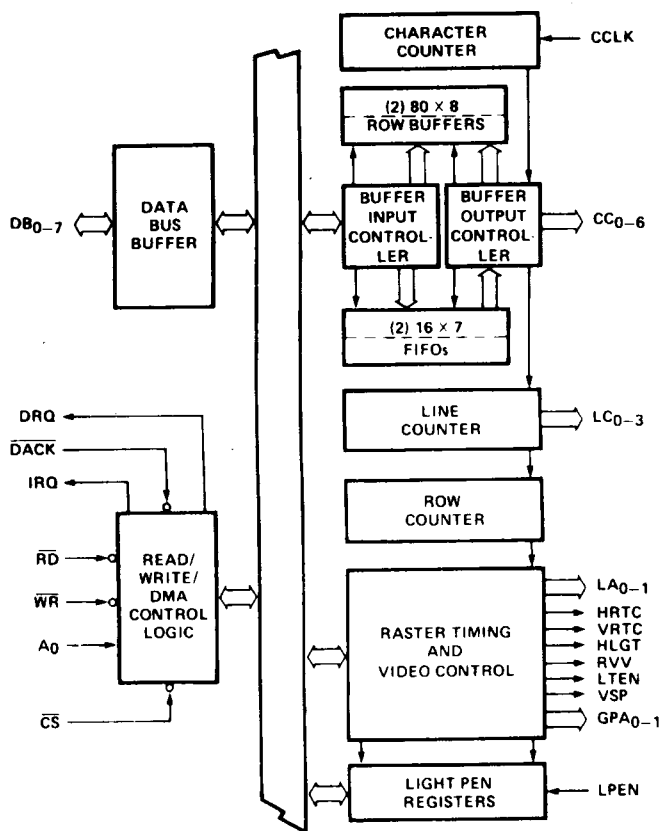 CHARACTER
COUNTER
CCLK
(2) 80 × 8
ROW BUFFERS
DATA
BUS
BUFFER
DB0–7
BUFFER
INPUT
CONTROL-
LER
BUFFER
OUTPUT
CONTROL-
LER
CC0–6
(2) 16 × 7
FIFOs
LINE
COUNTER
LC0–3
DRQ
DACK
IRQ
ROW
COUNTER
RD
WR
A0
CS
READ/
WRITE/
DMA
CONTROL
LOGIC
RASTER TIMING
AND
VIDEO CONTROL
LA0–1
HRTC
VRTC
HLGT
RVV
LTEN
VSP
GPA0–1
LIGHT PEN
REGISTERS
LPEN